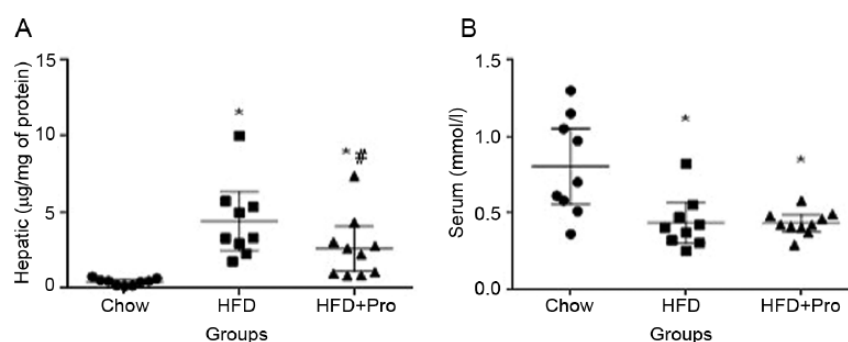 A
Hepatic (μg/mg of protein)
15
10
5
0
*
* #
Chow
HFD
HFD+Pro
Groups
B
Serum (mmol/l)
1.5
1.0
0.5
0.0
*
*
Chow
HFD
HFD+Pro
Groups